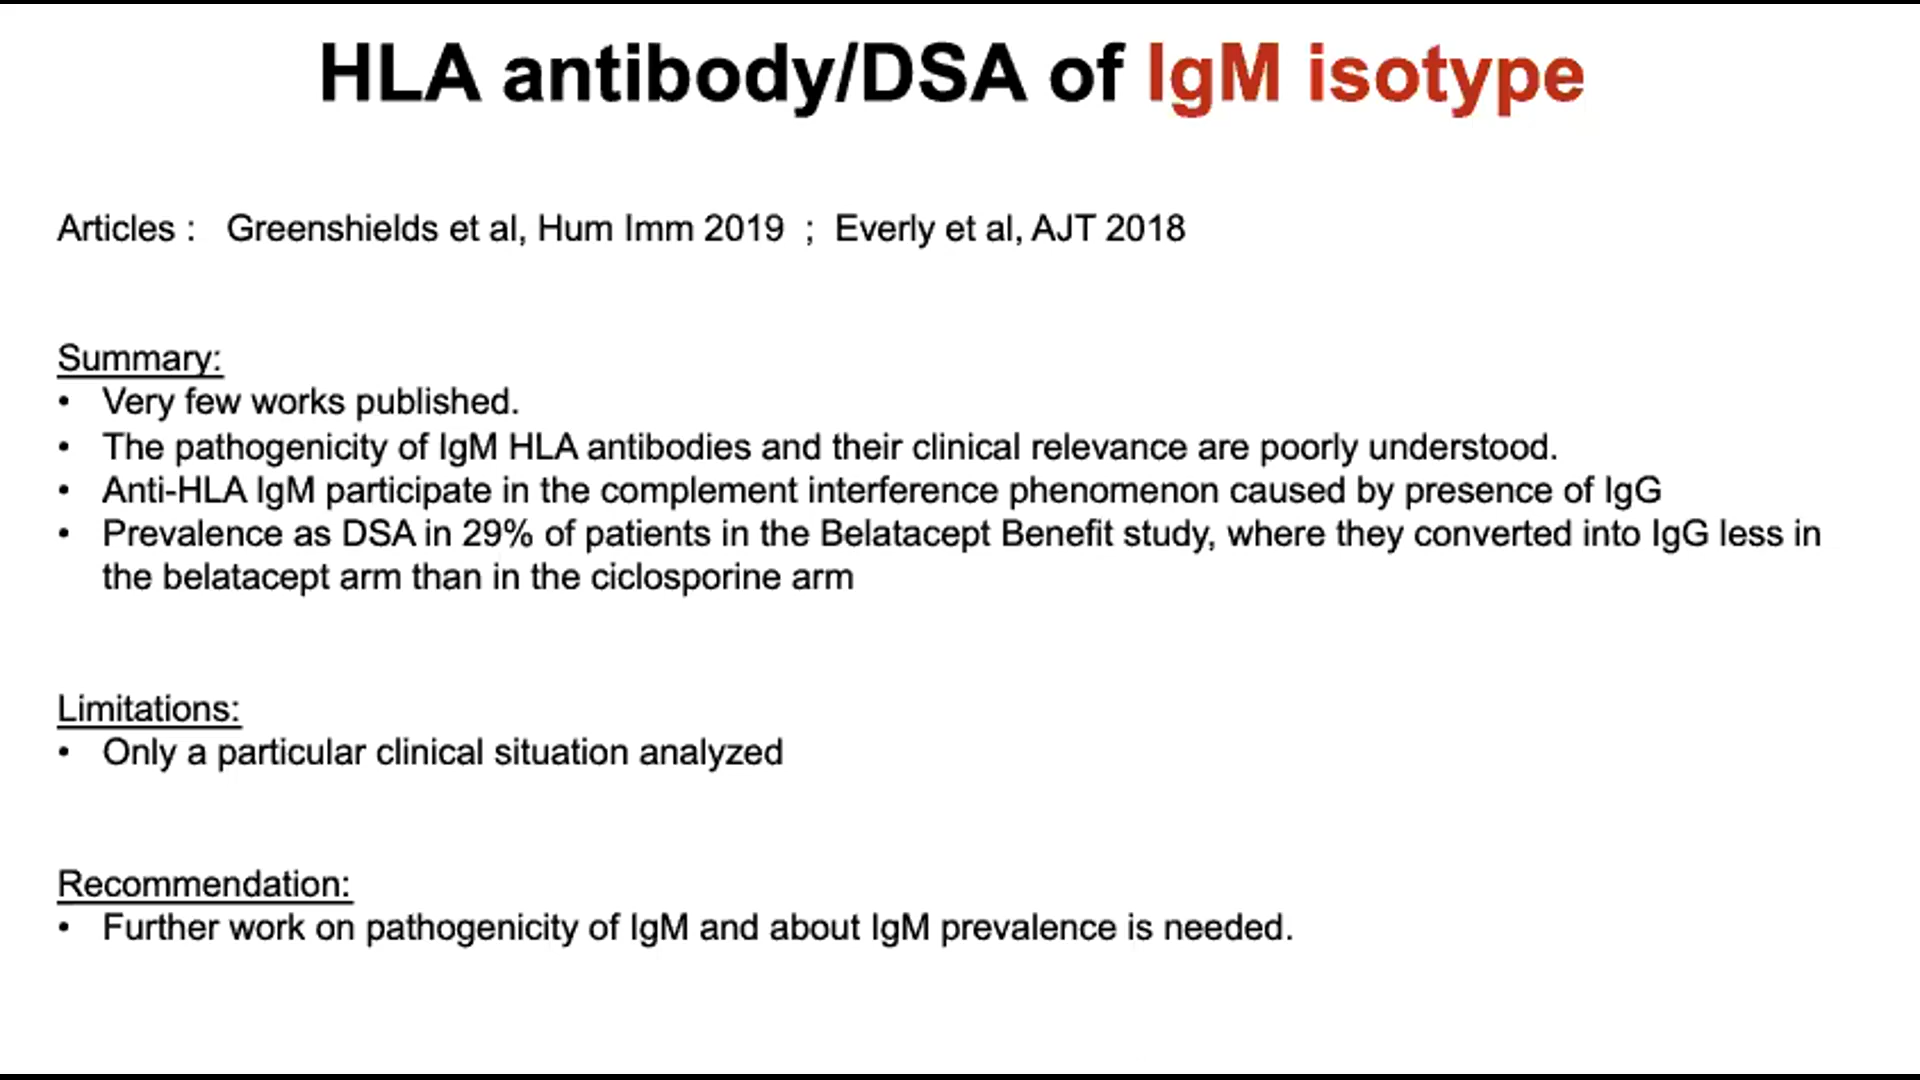 HLA antibody/DSA of IgM isotype
Articles : Greenshields et al, Hum Imm 2019 ; Everly et al, AJT 2018
Summary:
• Very few works published.
• The pathogenicity of IgM HLA antibodies and their clinical relevance are poorly understood.
• Anti-HLA IgM participate in the complement interference phenomenon caused by presence of IgG
• Prevalence as DSA in 29% of patients in the Belatacept Benefit study, where they converted into IgG less in
the belatacept arm than in the ciclosporine arm
Limitations:
• Only a particular clinical situation analyzed
Recommendation:
• Further work on pathogenicity of IgM and about IgM prevalence is needed.